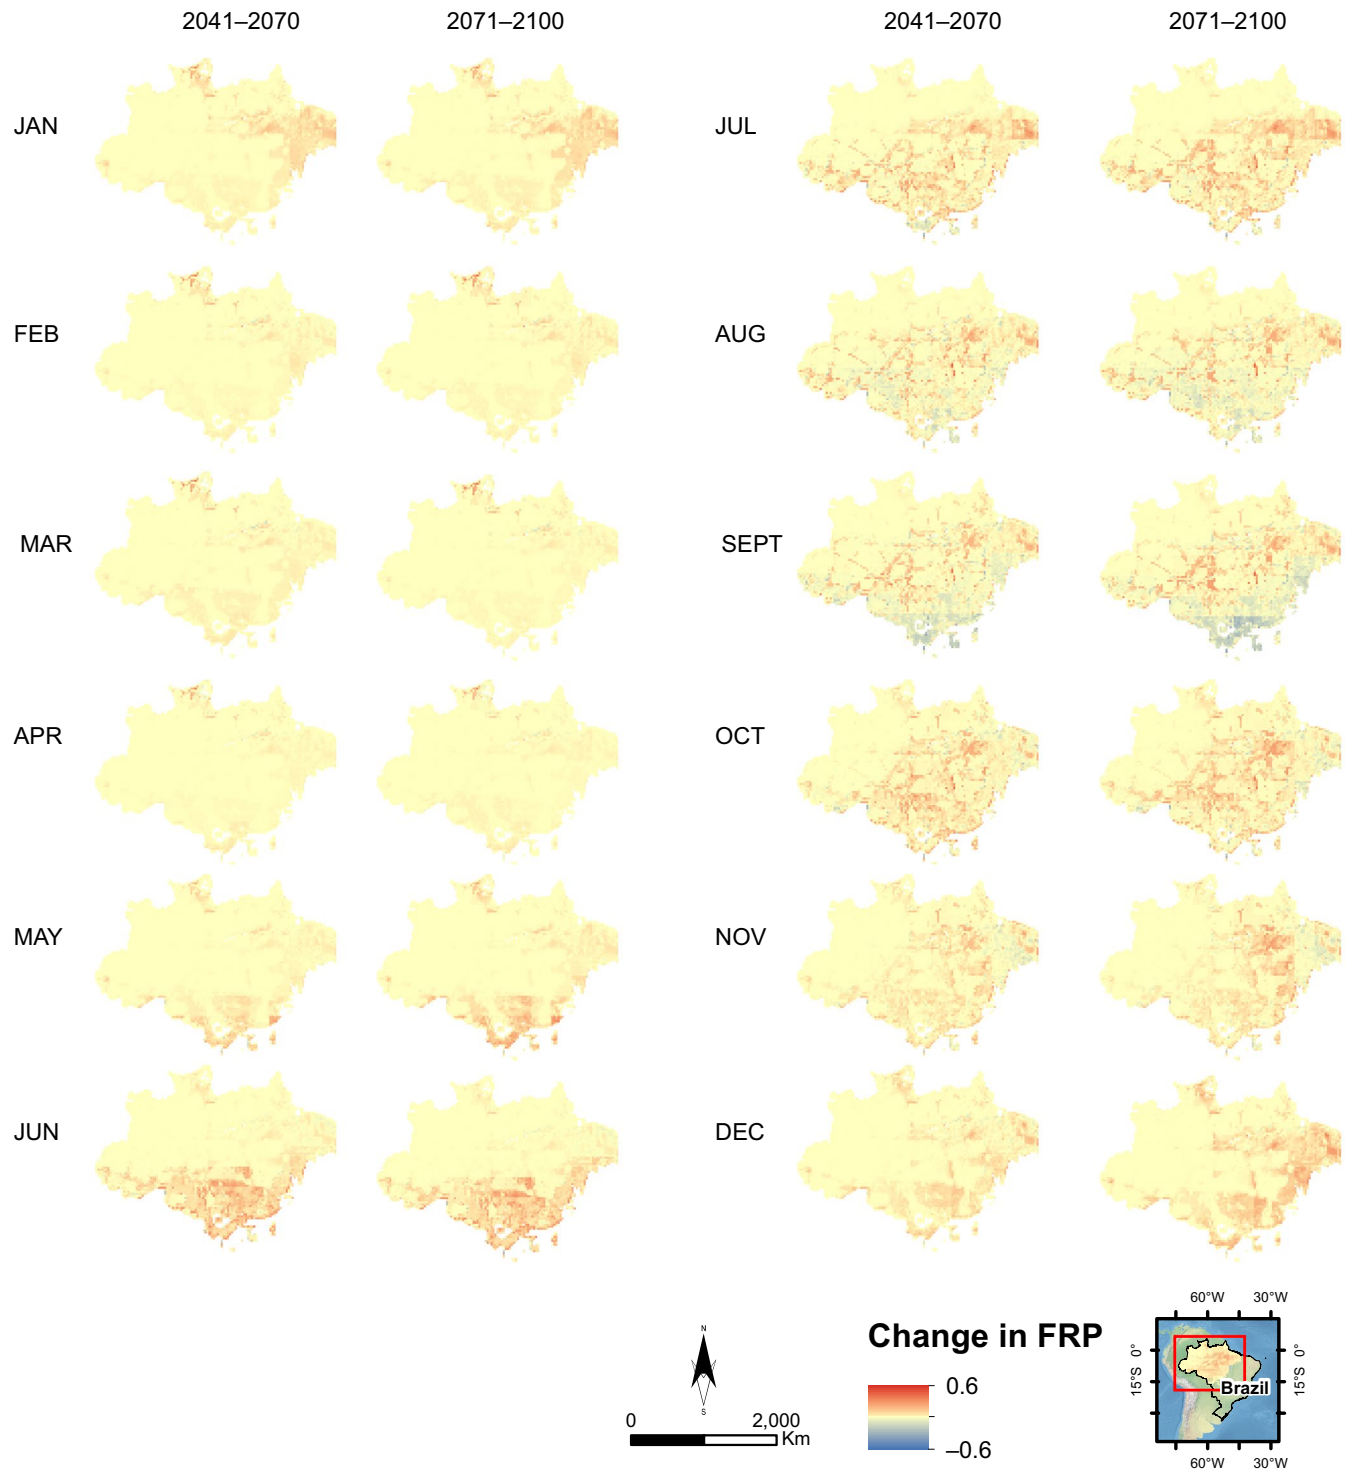 2041–2070 2071–2100 2041–2070 2071–2100
JAN JUL
FEB AUG
MAR SEPT
APR OCT
MAY NOV
JUN DEC
N
S
0 2,000
Km
Change in FRP
0.6
–0.6
60°W 30°W
0° 0°
15°S 15°S
Brazil
60°W 30°W